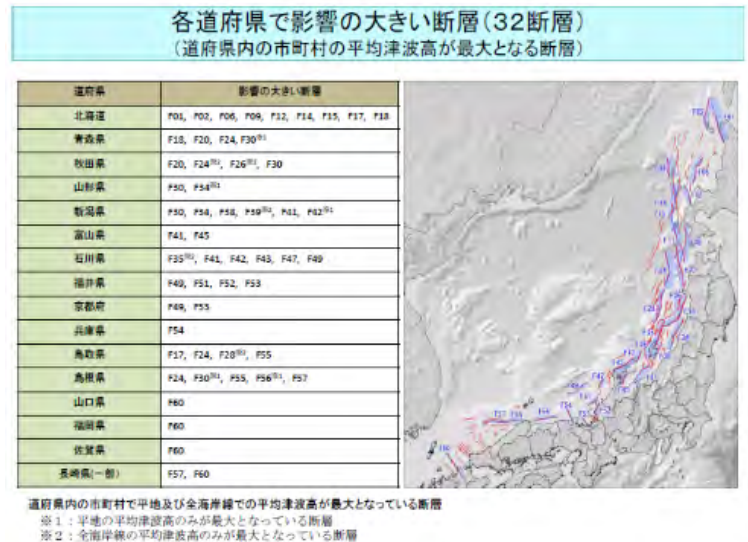 各道府県で影響の大きい断層(32断層)
(道府県内の市町村の平均津波高が最大となる断層)
道府県 影響の大きい断層
北海道 F01, F02, F06, F09, F12, F14, F15, F17, F18
青森県 F18, F20, F24, F30※1
秋田県 F20, F24※2, F26※2, F30
山形県 F30, F34※1
新潟県 F30, F34, F38, F39※2, F41, F42※1
富山県 F41, F45
石川県 F35※2, F41, F42, F43, F47, F49
福井県 F49, F51, F52, F53
京都府 F49, F53
兵庫県 F54
鳥取県 F17, F24, F28※2, F55
島根県 F24, F30※1, F55, F56※1, F57
山口県 F60
福岡県 F60
佐賀県 F60
長崎県(一部) F57, F60
道府県内の市町村で平地及び全海岸線での平均津波高が最大となっている断層
※1:平地の平均津波高のみが最大となっている断層
※2:全海岸線の平均津波高のみが最大となっている断層